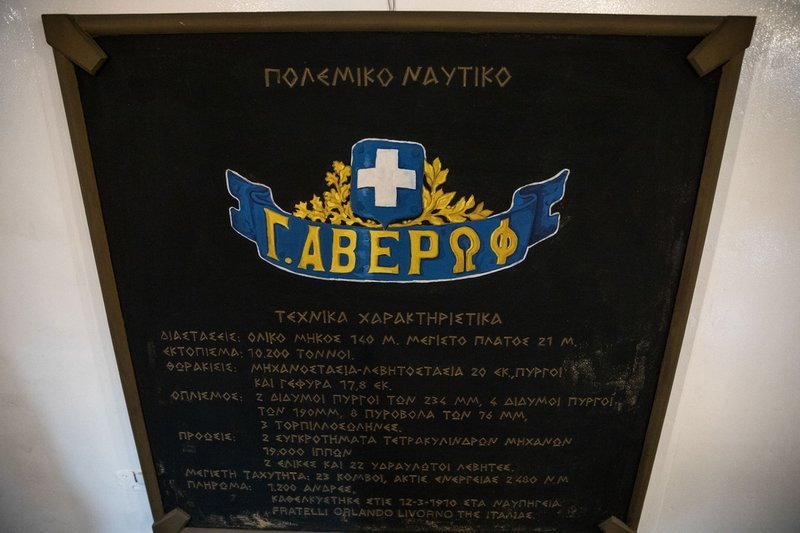 ΠΟΛΕΜΙΚΟ ΝΑΥΤΙΚΟ
Γ. ΑΒΕΡΩΦ
ΤΕΧΝΙΚΑ ΧΑΡΑΚΤΗΡΙΣΤΙΚΑ
ΔΙΑΣΤΑΣΕΙΣ: ΟΛΙΚΟ ΜΗΚΟΣ 140 Μ. ΜΕΓΙΣΤΟ ΠΛΑΤΟΣ 21 Μ.
ΕΚΤΟΠΙΣΜΑ: 10.200 ΤΟΝΝΟΙ.
ΘΩΡΑΚΙΣΙΣ: ΜΗΧΑΝΟΣΤΑΣΙΑ-ΛΕΒΗΤΟΣΤΑΣΙΑ 20 ΕΚ., ΠΥΡΓΟΙ
ΚΑΙ ΓΕΦΥΡΑ 17,8 ΕΚ.
ΟΠΛΙΣΜΟΣ: 2 ΔΙΔΥΜΟΙ ΠΥΡΓΟΙ ΤΩΝ 234 ΜΜ, 4 ΔΙΔΥΜΟΙ ΠΥΡΓΟΙ
ΤΩΝ 190ΜΜ, 8 ΠΥΡΟΒΟΛΑ ΤΩΝ 76 ΜΜ,
3 ΤΟΡΠΙΛΛΟΣΩΛΗΝΕΣ.
ΠΡΟΩΣΙΣ: 2 ΣΥΓΚΡΟΤΗΜΑΤΑ ΤΕΤΡΑΚΥΛΙΝΔΡΩΝ ΜΗΧΑΝΩΝ
19.000 ΙΠΠΩΝ
2 ΕΛΙΚΕΣ ΚΑΙ 22 ΥΔΡΑΥΛΩΤΟΙ ΛΕΒΗΤΕΣ.
ΜΕΓΙΣΤΗ ΤΑΧΥΤΗΤΑ: 23 ΚΟΜΒΟΙ, ΑΚΤΙΣ ΕΝΕΡΓΕΙΑΣ 2480 Ν.Μ
ΠΛΗΡΩΜΑ: 1.200 ΑΝΔΡΕΣ.
ΚΑΘΕΛΚΥΣΤΗΚΕ ΣΤΙΣ 12-3-1910 ΣΤΑ ΝΑΥΠΗΓΕΙΑ
FRATELLI ORLANDO LIVORNO ΤΗΣ ΙΤΑΛΙΑΣ.